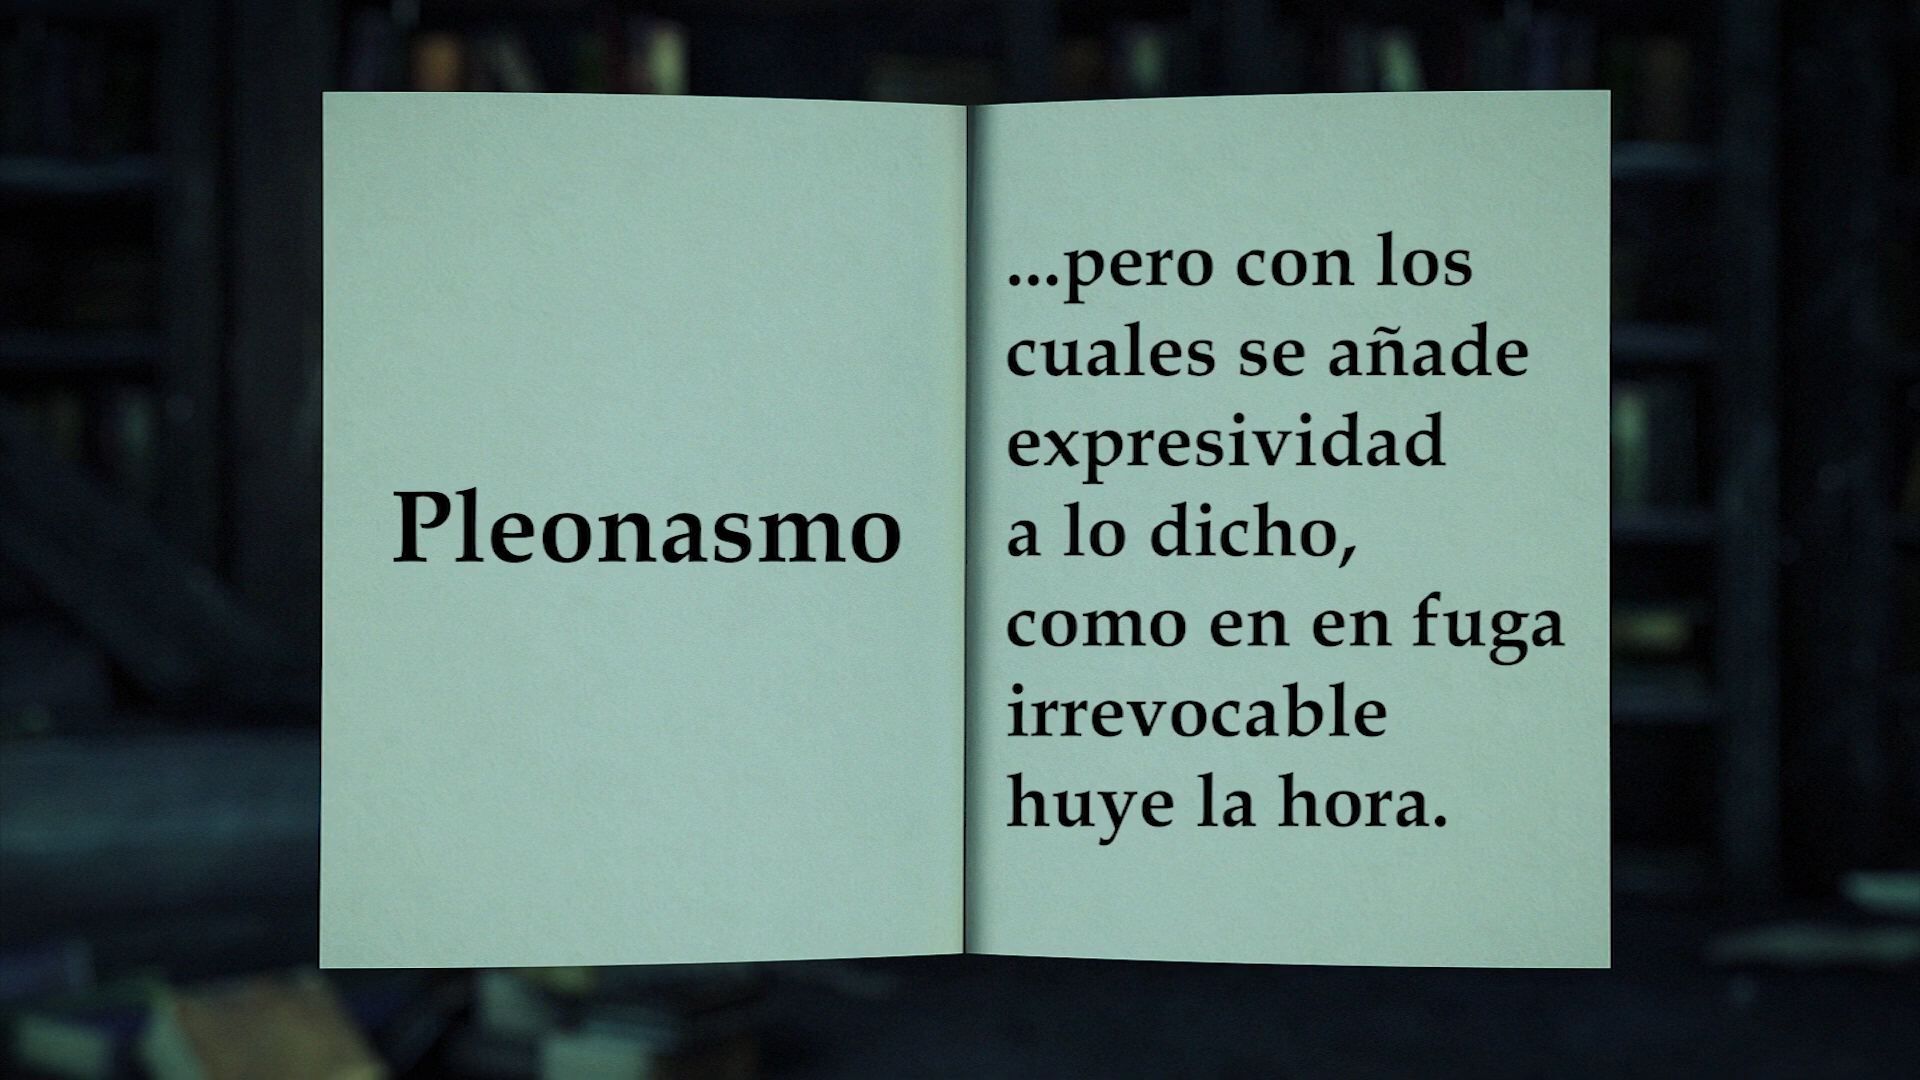 Pleonasmo
...pero con los
cuales se añade
expresividad
a lo dicho,
como en en fuga
irrevocable
huye la hora.